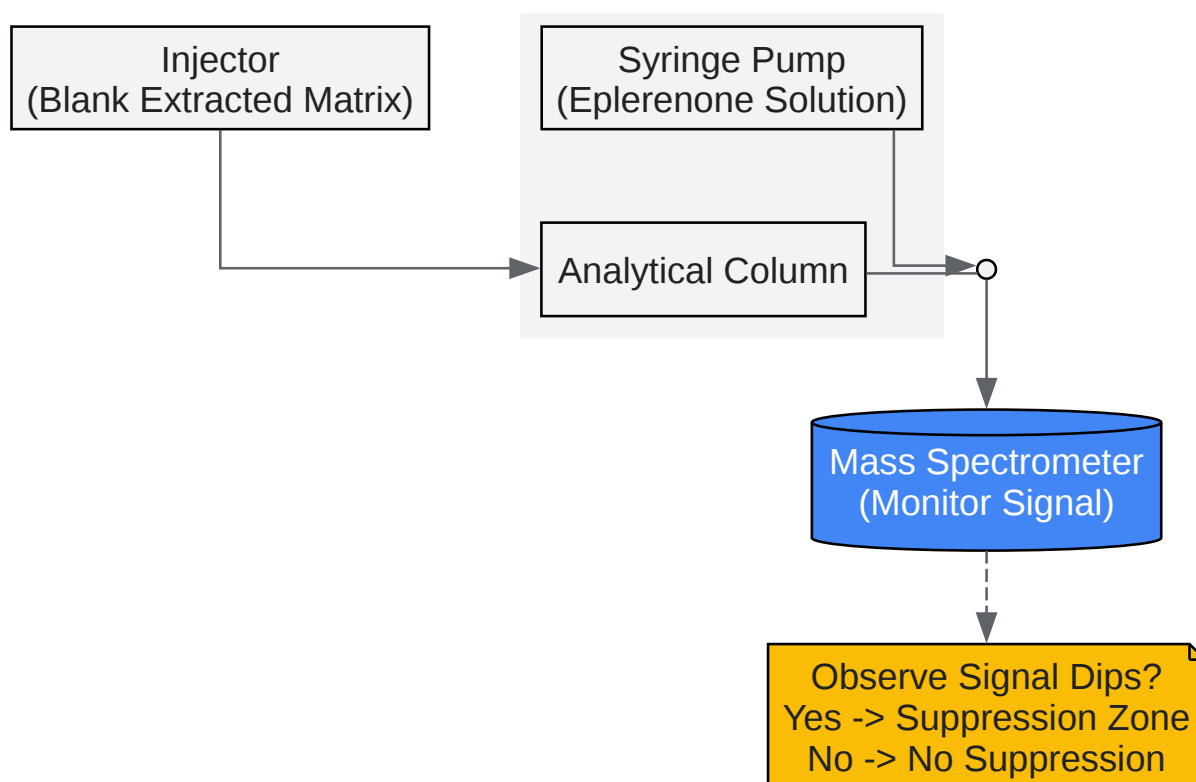 Injector
(Blank Extracted Matrix)
Syringe Pump
(Eplerenone Solution)
Analytical Column
Mass Spectrometer
(Monitor Signal)
Observe Signal Dips?
Yes -> Suppression Zone
No -> No Suppression